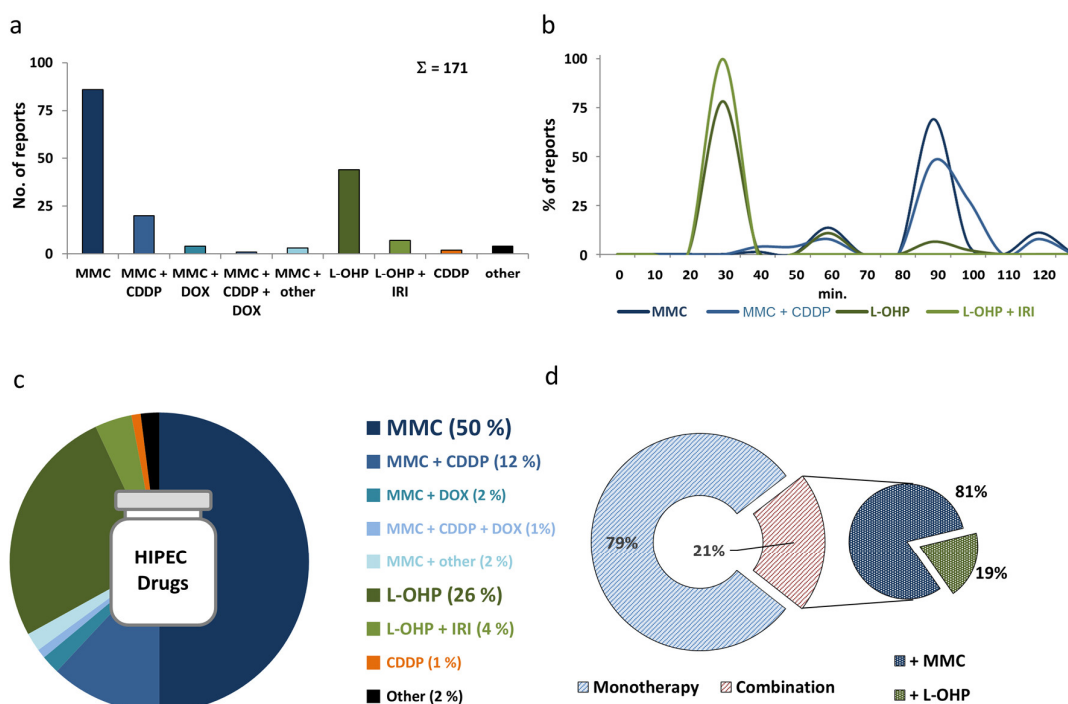 a
No. of reports
100
75
50
25
0
Σ = 171
MMC
MMC +
CDDP
MMC +
DOX
MMC +
CDDP +
DOX
MMC +
other
L-OHP
L-OHP +
IRI
CDDP
other
b
% of reports
100
75
50
25
0
0 10 20 30 40 50 60 70 80 90 100 110 120
min.
MMC MMC + CDDP L-OHP L-OHP + IRI
c
HIPEC
Drugs
MMC (50 %)
MMC + CDDP (12 %)
MMC + DOX (2 %)
MMC + CDDP + DOX (1%)
MMC + other (2 %)
L-OHP (26 %)
L-OHP + IRI (4 %)
CDDP (1 %)
Other (2 %)
d
79%
21%
81%
19%
Monotherapy Combination
+ MMC
+ L-OHP